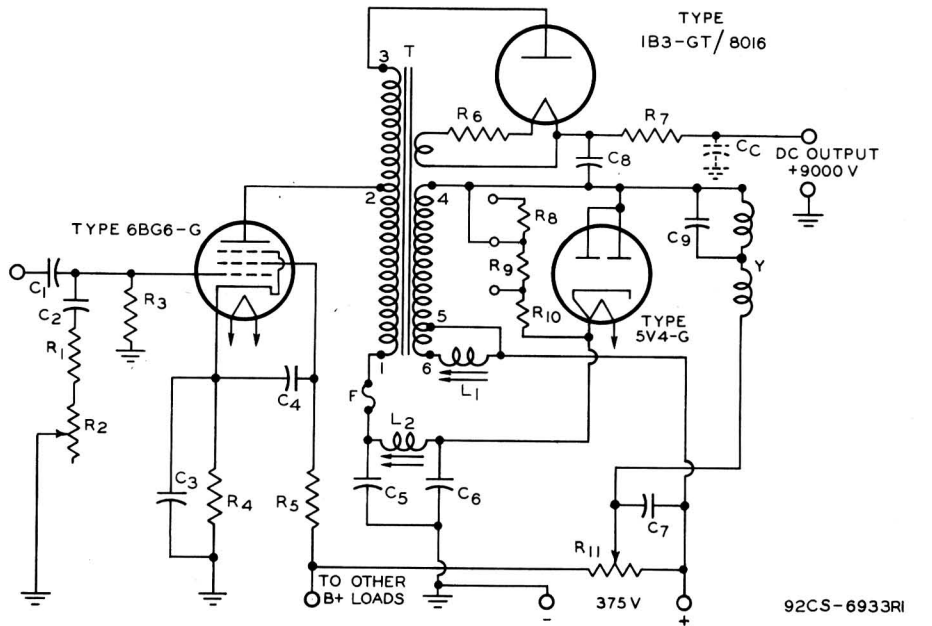 TYPE
1B3-GT/8016
3 T
R6
R7
CC
C8
DC OUTPUT
+9000 V
2
4
TYPE 6BG6-G
R8
C9
R9
Y
C1
C2
R3
R10
TYPE
5V4-G
R1
5
1
6
L1
C4
F
R2
L2
C3
R4
R5
C5
C6
C7
R11
TO OTHER
B+ LOADS
375 V
-
+
92CS-6933R1